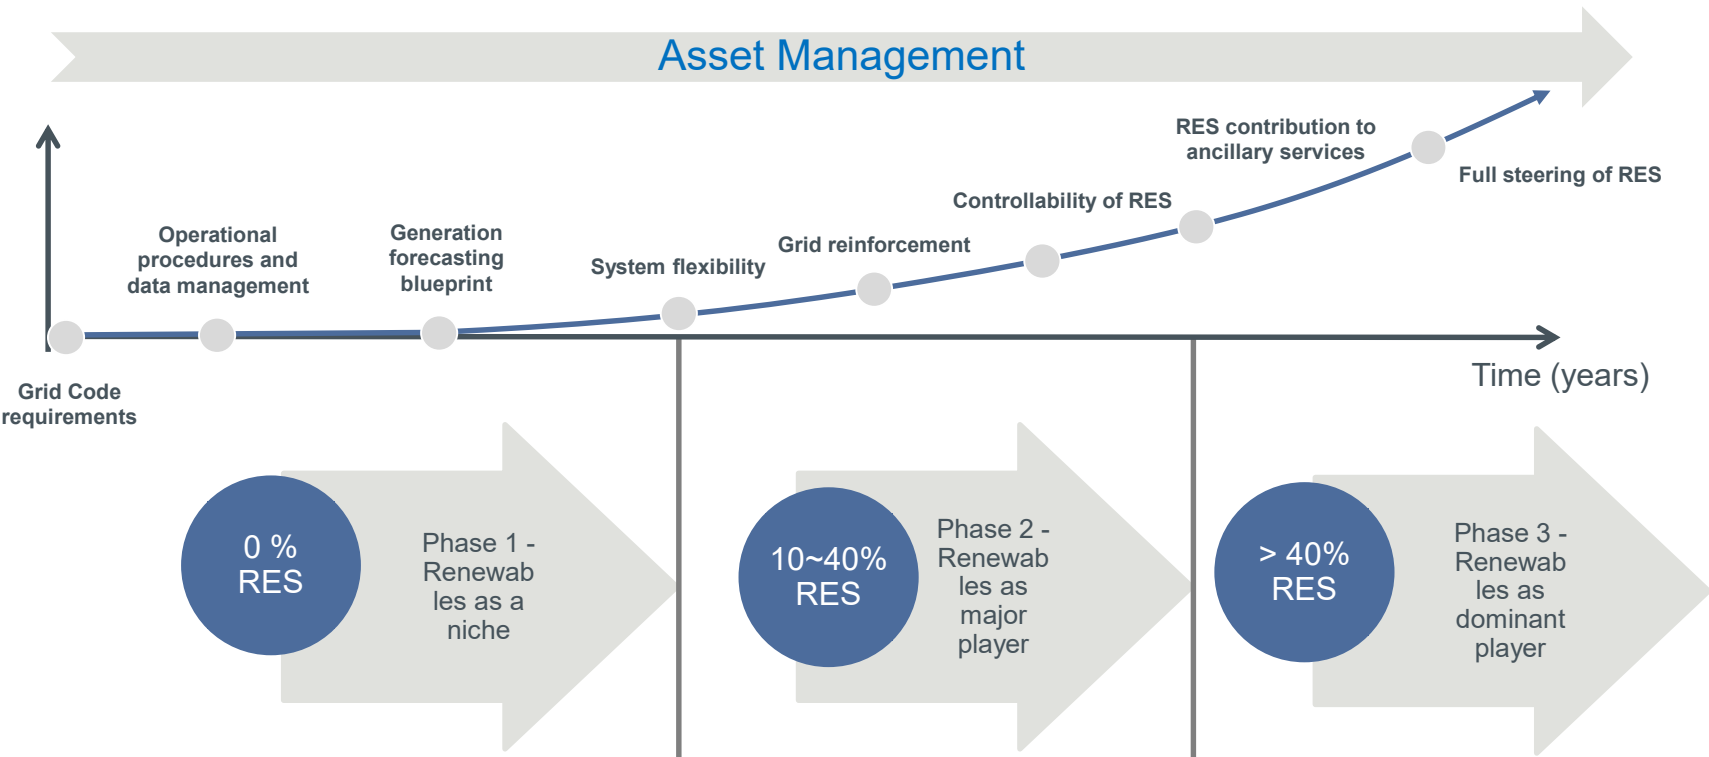 Asset Management
RES contribution to
ancillary services
Full steering of RES
Controllability of RES
Operational
procedures and
data management
Generation
forecasting
blueprint
Grid reinforcement
System flexibility
Time (years)
Grid Code
requirements
0 %
RES
Phase 1 -
Renewab
les as a
niche
10~40%
RES
Phase 2 -
Renewab
les as
major
player
> 40%
RES
Phase 3 -
Renewab
les as
dominant
player